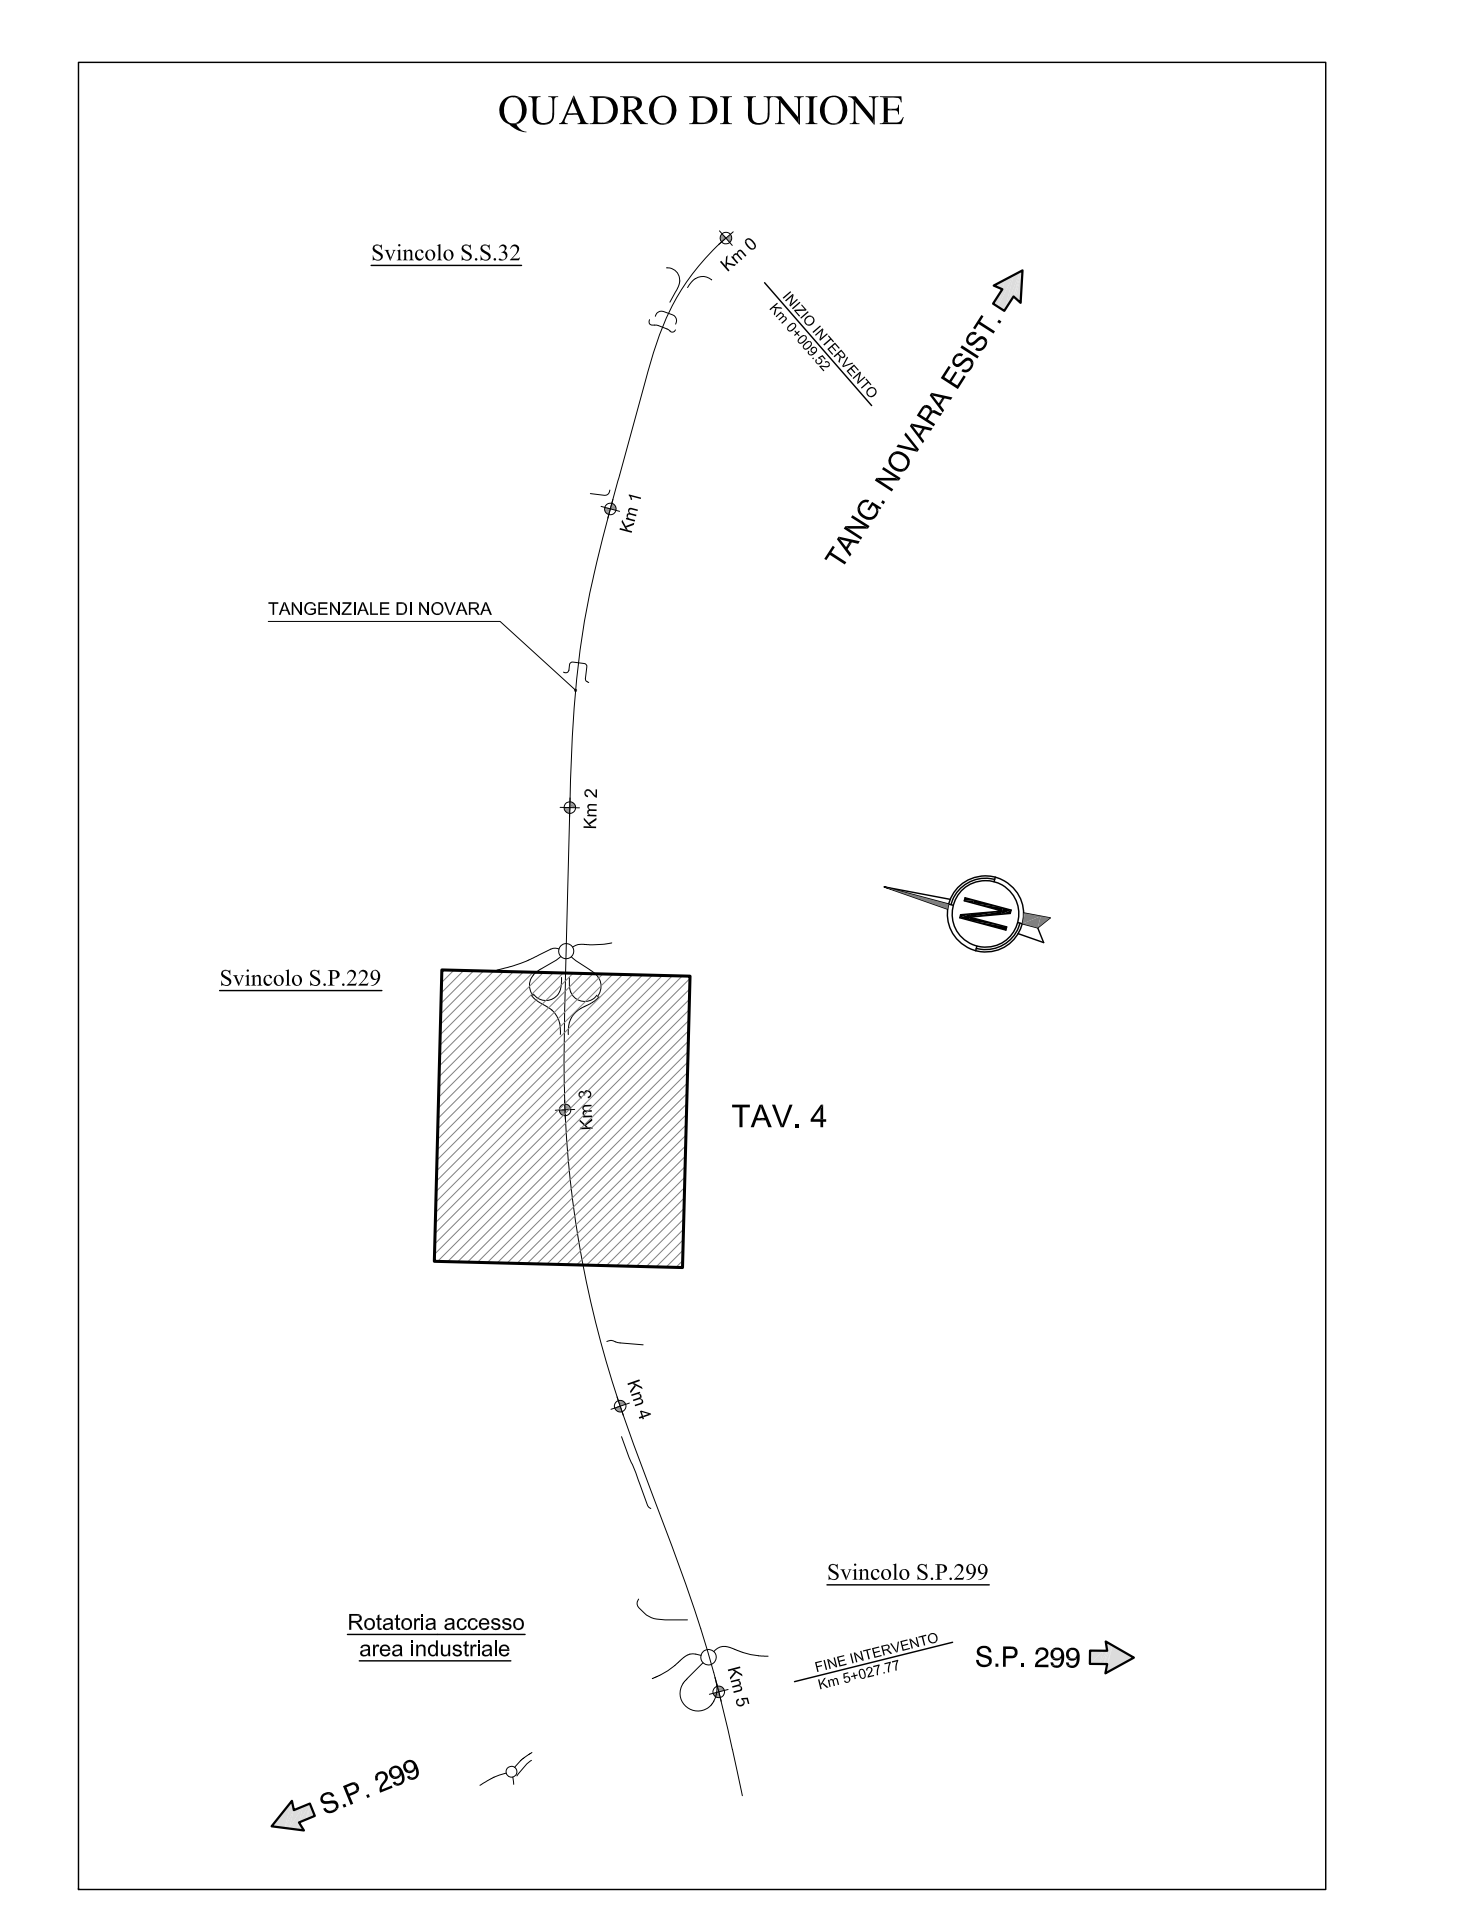 QUADRO DI UNIONE
Svincolo S.S.32
Km 0
INIZIO INTERVENTO
Km 0+009.52
TANG. NOVARA ESIST.
Km 1
TANGENZIALE DI NOVARA
Km 2
N
Svincolo S.P.229
Km 3
TAV. 4
Km 4
Svincolo S.P.299
Rotatoria accesso
area industriale
FINE INTERVENTO
Km 5+027.77
S.P. 299
Km 5
S.P. 299